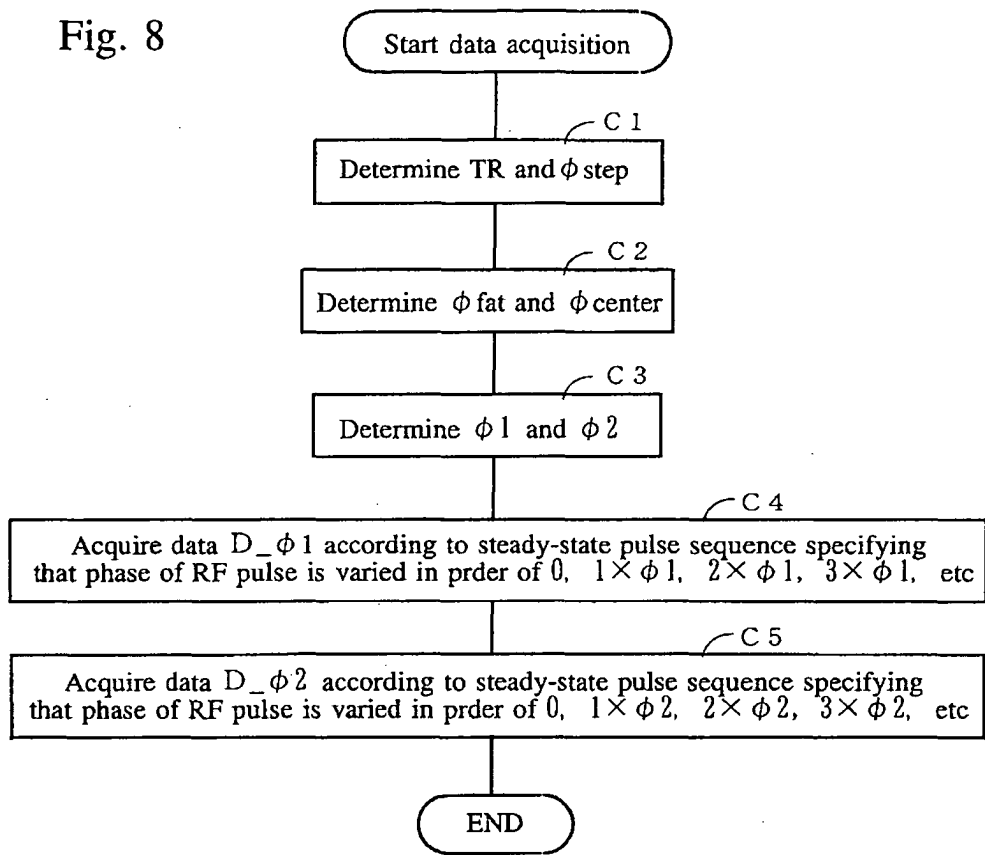 Fig. 8
Start data acquisition
C 1
Determine TR and ϕ step
C 2
Determine ϕ fat and ϕ center
C 3
Determine ϕ 1 and ϕ 2
C 4
Acquire data D_ϕ 1 according to steady-state pulse sequence specifying
that phase of RF pulse is varied in prder of 0, 1× ϕ 1, 2× ϕ 1, 3× ϕ 1, etc
C 5
Acquire data D_ϕ 2 according to steady-state pulse sequence specifying
that phase of RF pulse is varied in prder of 0, 1× ϕ 2, 2× ϕ 2, 3× ϕ 2, etc
END